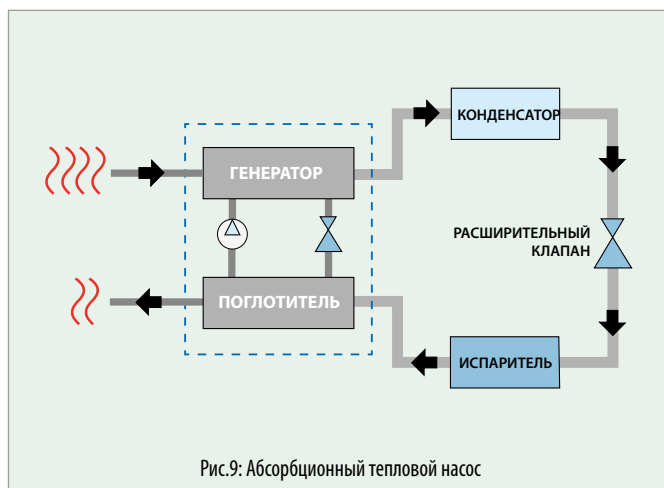 КОНДЕНСАТОР
ГЕНЕРАТОР
РАСШИРИТЕЛЬНЫЙ
КЛАПАН
ПОГЛОТИТЕЛЬ
ИСПАРИТЕЛЬ
Рис.9: Абсорбционный тепловой насос